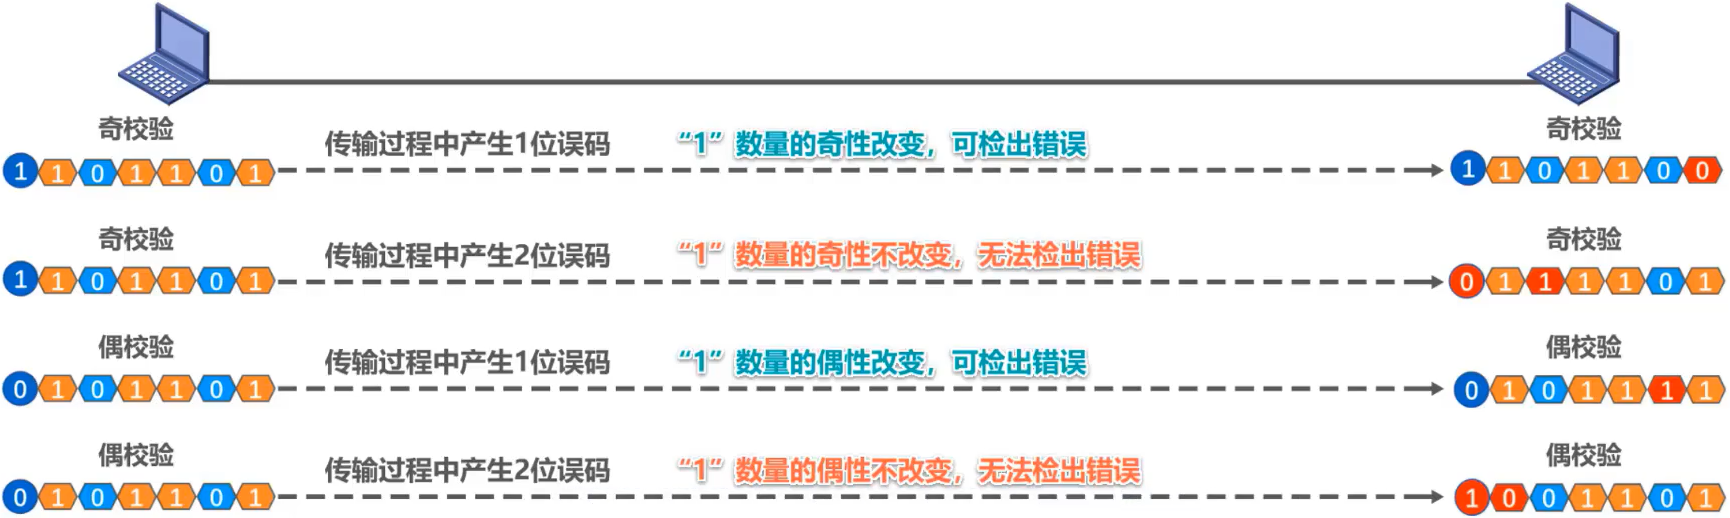 奇校验 奇校验
传输过程中产生1位误码 “1”数量的奇性改变，可检出错误
1 1 0 1 1 0 1 1 1 0 1 1 0 0
奇校验 奇校验
传输过程中产生2位误码 “1”数量的奇性不改变，无法检出错误
1 1 0 1 1 0 1 0 1 1 1 1 0 1
偶校验 偶校验
传输过程中产生1位误码 “1”数量的偶性改变，可检出错误
0 1 0 1 1 0 1 0 1 0 1 1 1 1
偶校验 偶校验
传输过程中产生2位误码 “1”数量的偶性不改变，无法检出错误
0 1 0 1 1 0 1 1 0 0 1 1 0 1